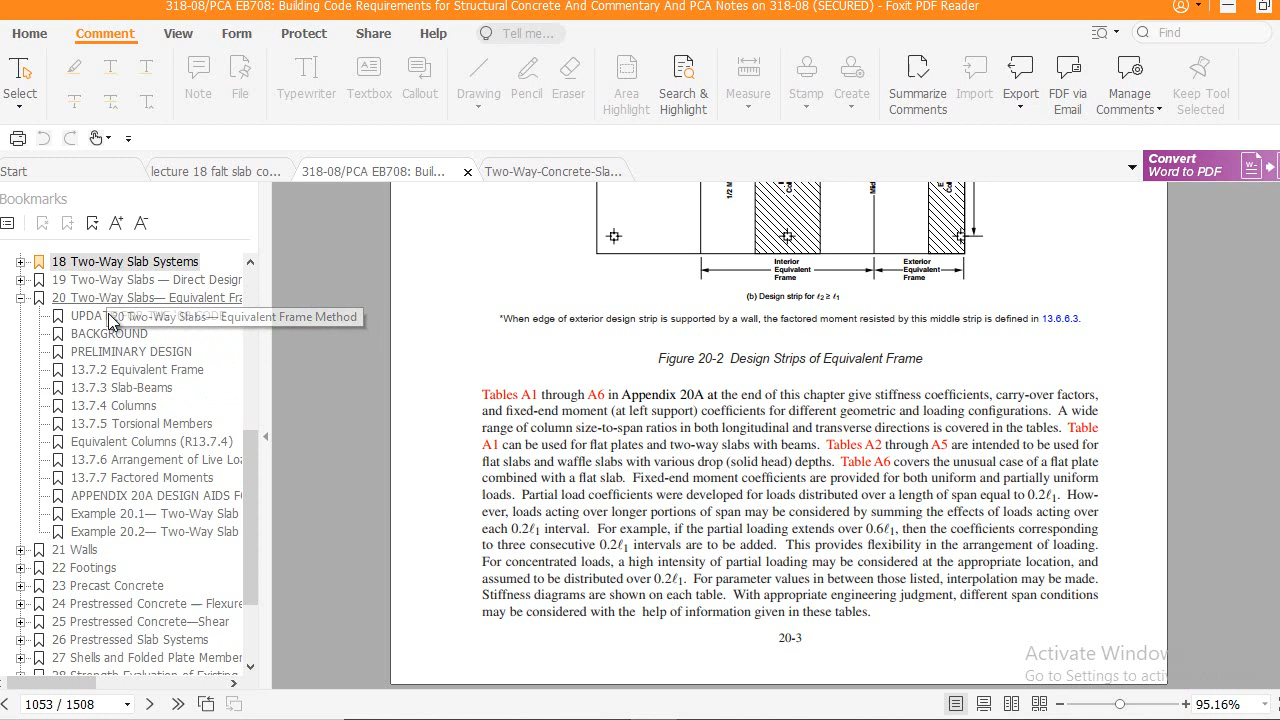 318-08/PCA EB708: Building Code Requirements for Structural Concrete And Commentary And PCA Notes on 318-08 (SECURED) - Foxit PDF Reader
Home Comment View Form Protect Share Help Tell me... Find
Select Note File Typewriter Textbox Callout Drawing Pencil Eraser Area Highlight Search & Highlight Measure Stamp Create Summarize Comments Import Export FDF via Email Manage Comments Keep Tool Selected
Start lecture 18 falt slab co... 318-08/PCA EB708: Buil... Two-Way-Concrete-Sla...
Convert
Word to PDF
Bookmarks
18 Two-Way Slab Systems
19 Two-Way Slabs — Direct Design
20 Two-Way Slabs— Equivalent Fra
20 Two-Way Slabs— Equivalent Frame Method
BACKGROUND
PRELIMINARY DESIGN
13.7.2 Equivalent Frame
13.7.3 Slab-Beams
13.7.4 Columns
13.7.5 Torsional Members
Equivalent Columns (R13.7.4)
13.7.6 Arrangement of Live Loa
13.7.7 Factored Moments
APPENDIX 20A DESIGN AIDS F
Example 20.1— Two-Way Slab
Example 20.2— Two-Way Slab
21 Walls
22 Footings
23 Precast Concrete
24 Prestressed Concrete — Flexure
25 Prestressed Concrete—Shear
26 Prestressed Slab Systems
27 Shells and Folded Plate Member
28 Strength Evaluation of Existing
1/2 M
Interior
Equivalent
Frame
Exterior
Equivalent
Frame
(b) Design strip for ℓ2 ≥ ℓ1
*When edge of exterior design strip is supported by a wall, the factored moment resisted by this middle strip is defined in 13.6.6.3.
Figure 20-2 Design Strips of Equivalent Frame
Tables A1 through A6 in Appendix 20A at the end of this chapter give stiffness coefficients, carry-over factors,
and fixed-end moment (at left support) coefficients for different geometric and loading configurations. A wide
range of column size-to-span ratios in both longitudinal and transverse directions is covered in the tables. Table
A1 can be used for flat plates and two-way slabs with beams. Tables A2 through A5 are intended to be used for
flat slabs and waffle slabs with various drop (solid head) depths. Table A6 covers the unusual case of a flat plate
combined with a flat slab. Fixed-end moment coefficients are provided for both uniform and partially uniform
loads. Partial load coefficients were developed for loads distributed over a length of span equal to 0.2ℓ1. How-
ever, loads acting over longer portions of span may be considered by summing the effects of loads acting over
each 0.2ℓ1 interval. For example, if the partial loading extends over 0.6ℓ1, then the coefficients corresponding
to three consecutive 0.2ℓ1 intervals are to be added. This provides flexibility in the arrangement of loading.
For concentrated loads, a high intensity of partial loading may be considered at the appropriate location, and
assumed to be distributed over 0.2ℓ1. For parameter values in between those listed, interpolation may be made.
Stiffness diagrams are shown on each table. With appropriate engineering judgment, different span conditions
may be considered with the help of information given in these tables.
20-3
Activate Window
Go to Settings to acti
1053 / 1508
95.16%